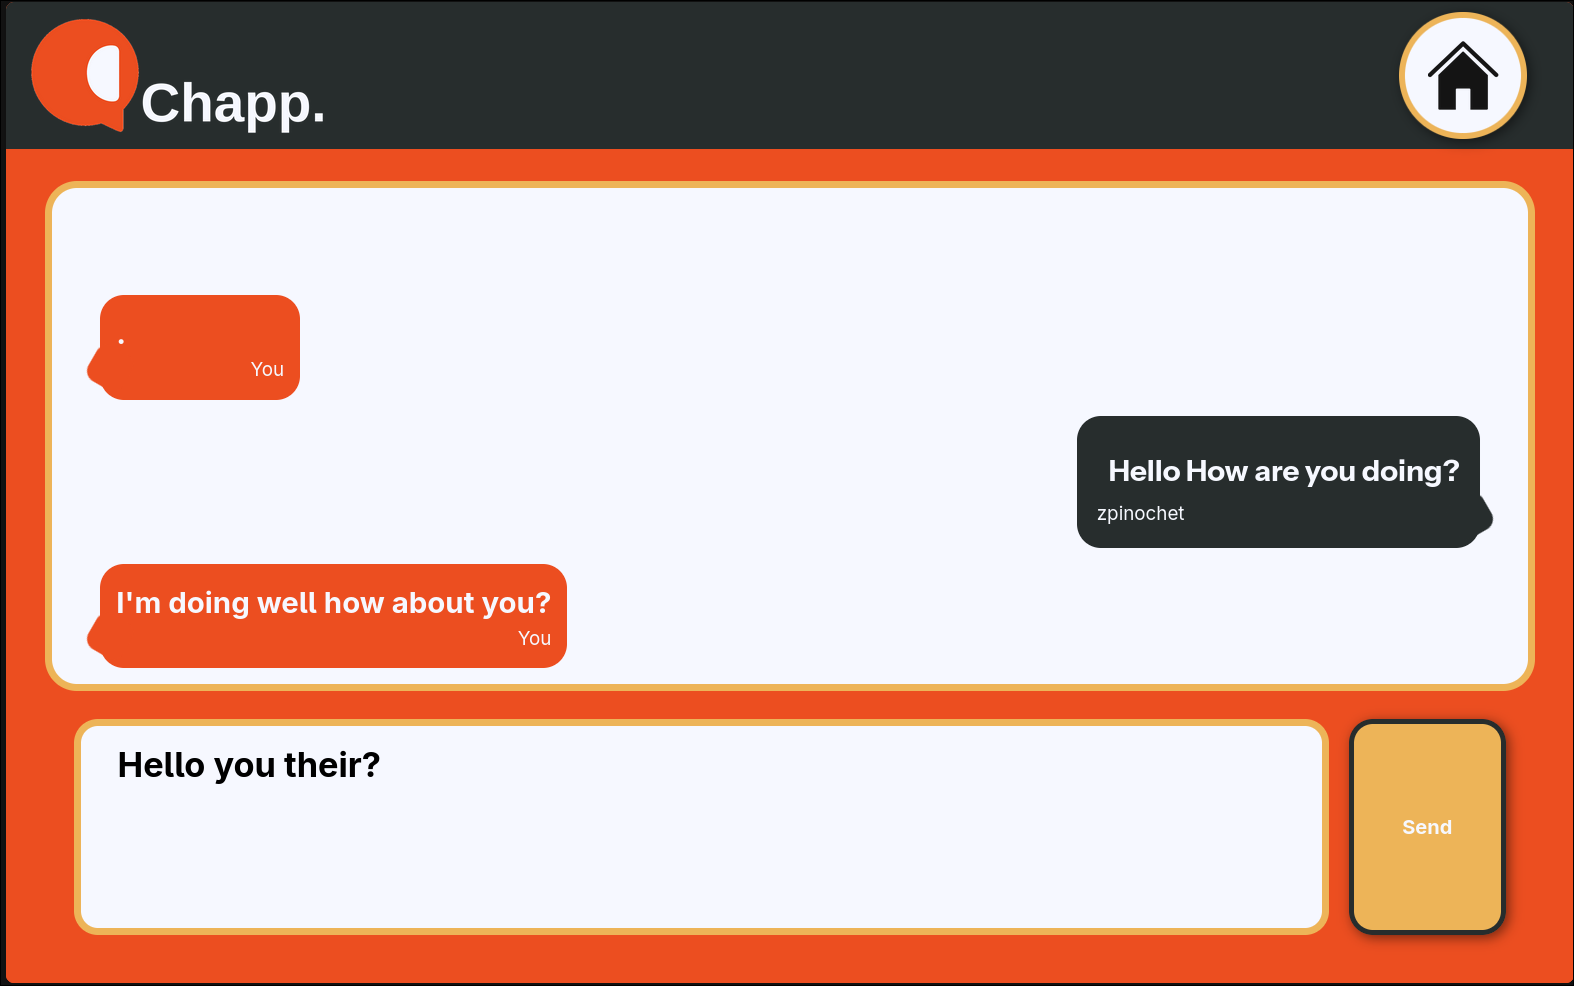 Chapp.
.
You
Hello How are you doing?
zpinochet
I'm doing well how about you?
You
Hello you their?
Send